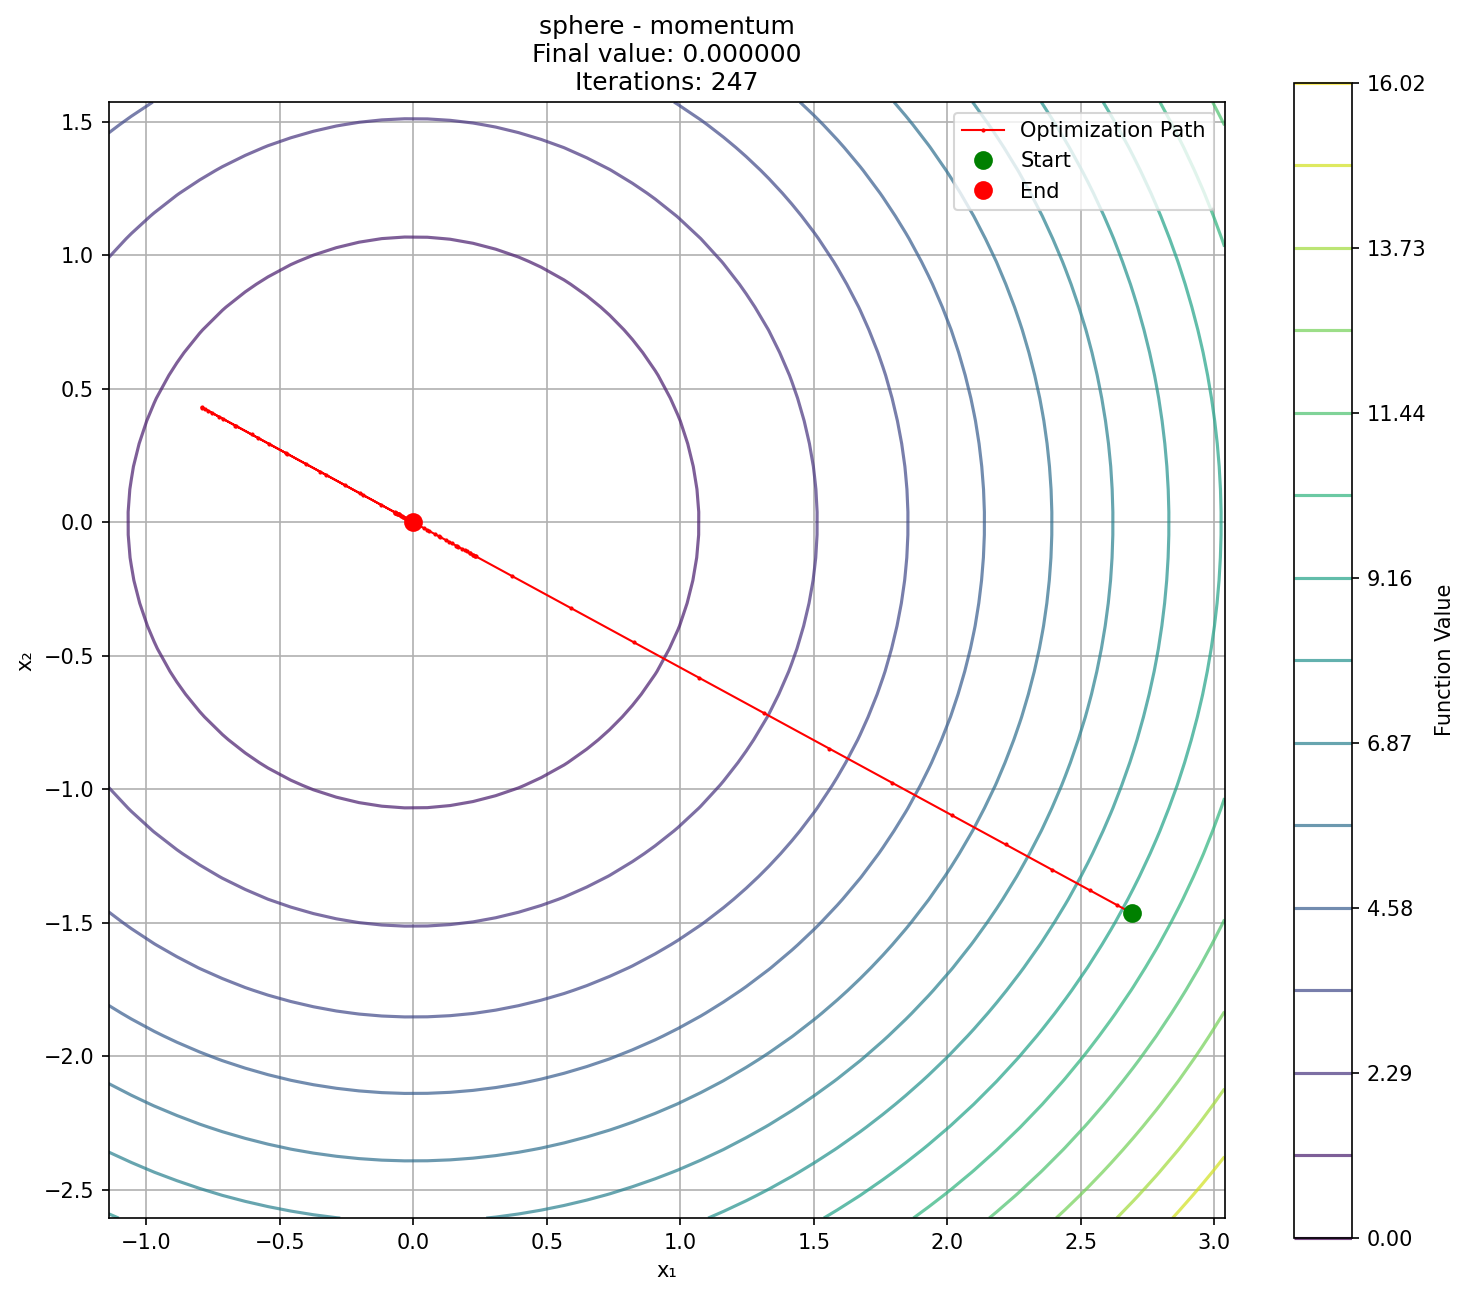 sphere - momentum
Final value: 0.000000
Iterations: 247
Optimization Path
Start
End
1.5
1.0
0.5
0.0
−0.5
−1.0
−1.5
−2.0
−2.5
x₂
−1.0 −0.5 0.0 0.5 1.0 1.5 2.0 2.5 3.0
x₁
16.02
13.73
11.44
9.16
6.87
4.58
2.29
0.00
Function Value